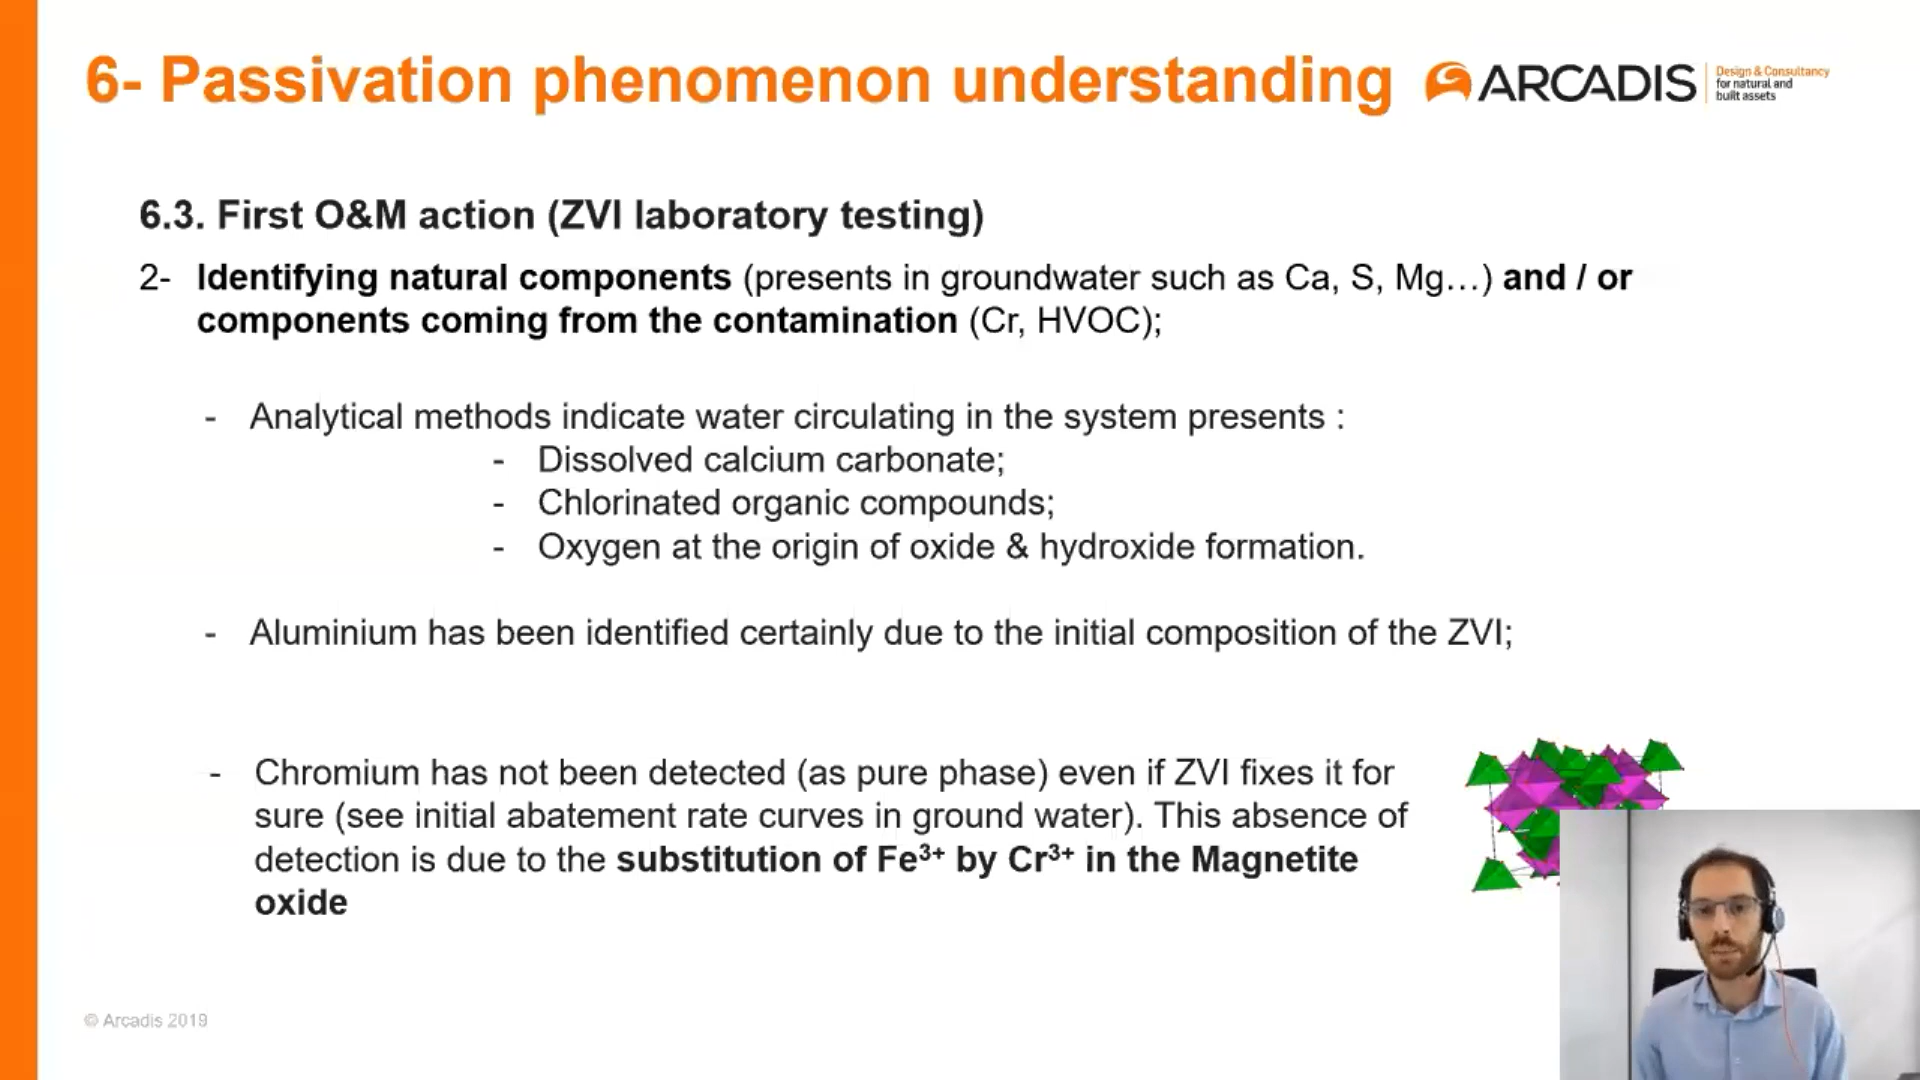 6- Passivation phenomenon understanding
ARCADIS
Design & Consultancy
for natural and
built assets
6.3. First O&M action (ZVI laboratory testing)
2- Identifying natural components (presents in groundwater such as Ca, S, Mg…) and / or
components coming from the contamination (Cr, HVOC);
- Analytical methods indicate water circulating in the system presents :
- Dissolved calcium carbonate;
- Chlorinated organic compounds;
- Oxygen at the origin of oxide & hydroxide formation.
- Aluminium has been identified certainly due to the initial composition of the ZVI;
- Chromium has not been detected (as pure phase) even if ZVI fixes it for
sure (see initial abatement rate curves in ground water). This absence of
detection is due to the substitution of Fe³⁺ by Cr³⁺ in the Magnetite
oxide
© Arcadis 2019